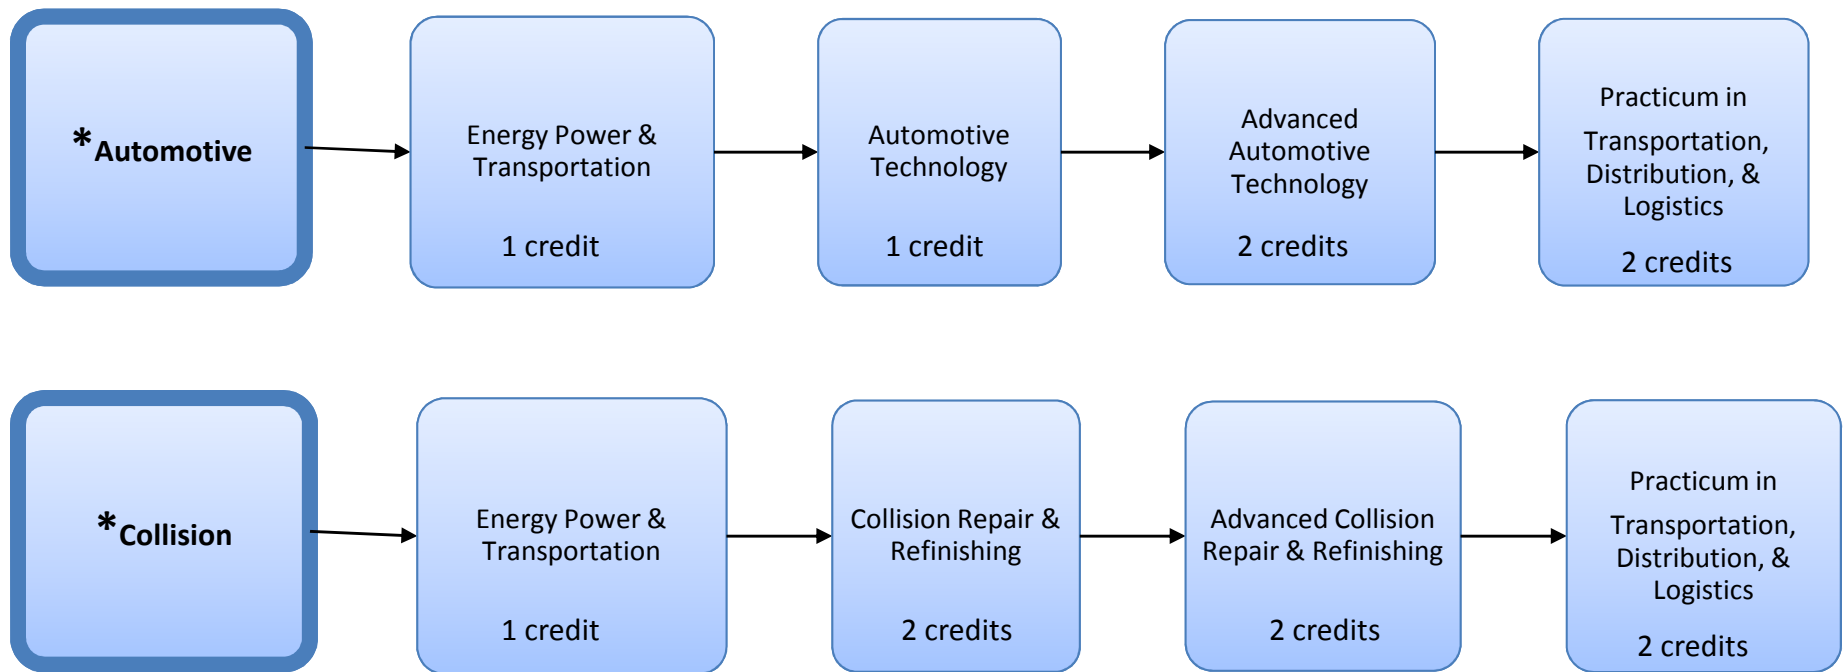 *Automotive
Energy Power &
Transportation
1 credit
Automotive
Technology
1 credit
Advanced
Automotive
Technology
2 credits
Practicum in
Transportation,
Distribution, &
Logistics
2 credits
*Collision
Energy Power &
Transportation
1 credit
Collision Repair &
Refinishing
2 credits
Advanced Collision
Repair & Refinishing
2 credits
Practicum in
Transportation,
Distribution, &
Logistics
2 credits